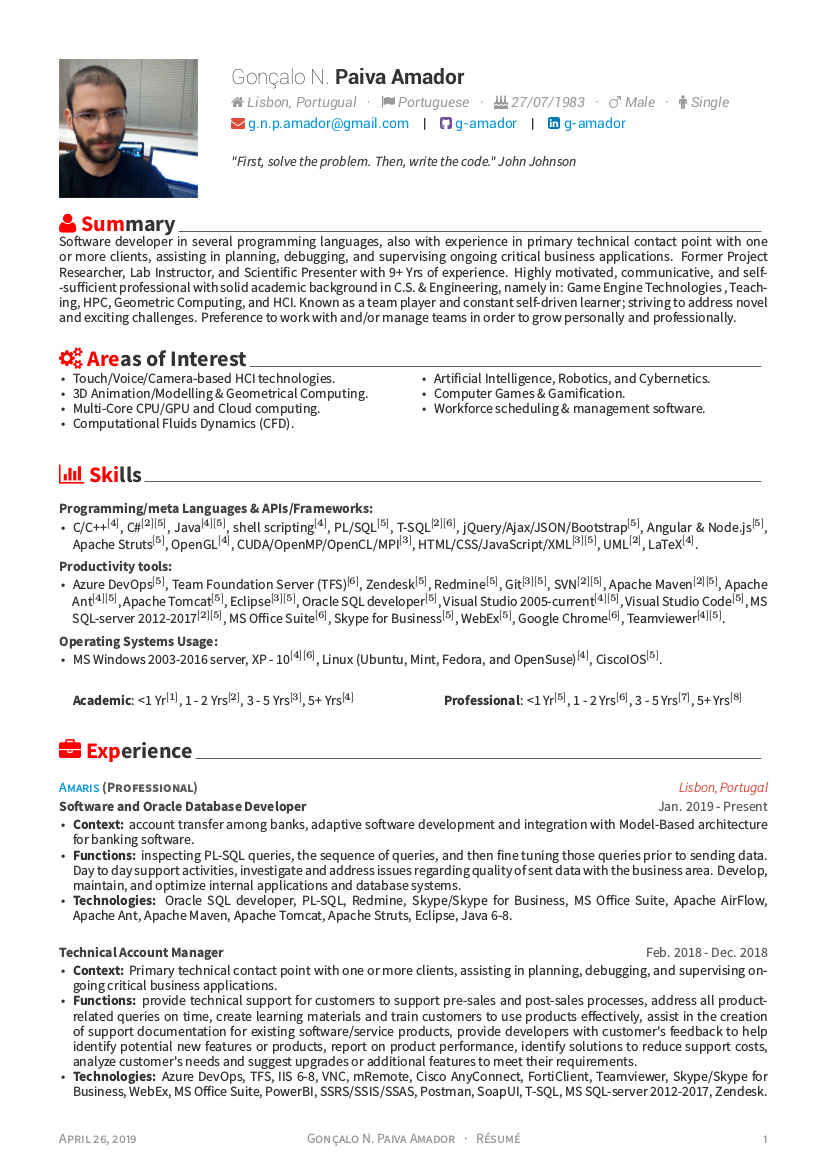 Gonçalo N. Paiva Amador
Lisbon, Portugual · Portuguese · 27/07/1983 · Male · Single
g.n.p.amador@gmail.com | g-amador | g-amador
"First, solve the problem. Then, write the code." John Johnson
Summary
Software developer in several programming languages, also with experience in primary technical contact point with one
or more clients, assisting in planning, debugging, and supervising ongoing critical business applications. Former Project
Researcher, Lab Instructor, and Scientific Presenter with 9+ Yrs of experience. Highly motivated, communicative, and self-
-sufficient professional with solid academic background in C.S. & Engineering, namely in: Game Engine Technologies , Teach-
ing, HPC, Geometric Computing, and HCI. Known as a team player and constant self-driven learner; striving to address novel
and exciting challenges. Preference to work with and/or manage teams in order to grow personally and professionally.
Areas of Interest
• Touch/Voice/Camera-based HCI technologies.
• 3D Animation/Modelling & Geometrical Computing.
• Multi-Core CPU/GPU and Cloud computing.
• Computational Fluids Dynamics (CFD).
• Artificial Intelligence, Robotics, and Cybernetics.
• Computer Games & Gamification.
• Workforce scheduling & management software.
Skills
Programming/meta Languages & APIs/Frameworks:
• C/C++[4], C#[2][5], Java[4][5], shell scripting[4], PL/SQL[5], T-SQL[2][6], jQuery/Ajax/JSON/Bootstrap[5], Angular & Node.js[5],
Apache Struts[5], OpenGL[4], CUDA/OpenMP/OpenCL/MPI[3], HTML/CSS/JavaScript/XML[3][5], UML[2], LaTeX[4].
Productivity tools:
• Azure DevOps[5], Team Foundation Server (TFS)[6], Zendesk[5], Redmine[5], Git[3][5], SVN[2][5], Apache Maven[2][5], Apache
Ant[4][5], Apache Tomcat[5], Eclipse[3][5], Oracle SQL developer[5], Visual Studio 2005-current[4][5], Visual Studio Code[5], MS
SQL-server 2012-2017[2][5], MS Office Suite[6], Skype for Business[5], WebEx[5], Google Chrome[6], Teamviewer[4][5].
Operating Systems Usage:
• MS Windows 2003-2016 server, XP - 10[4][6], Linux (Ubuntu, Mint, Fedora, and OpenSuse)[4], CiscoIOS[5].
Academic: <1 Yr[1], 1 - 2 Yrs[2], 3 - 5 Yrs[3], 5+ Yrs[4]
Professional: <1 Yr[5], 1 - 2 Yrs[6], 3 - 5 Yrs[7], 5+ Yrs[8]
Experience
Amaris (Professional) Lisbon, Portugal
Software and Oracle Database Developer Jan. 2019 - Present
• Context: account transfer among banks, adaptive software development and integration with Model-Based architecture
for banking software.
• Functions: inspecting PL-SQL queries, the sequence of queries, and then fine tuning those queries prior to sending data.
Day to day support activities, investigate and address issues regarding quality of sent data with the business area. Develop,
maintain, and optimize internal applications and database systems.
• Technologies: Oracle SQL developer, PL-SQL, Redmine, Skype/Skype for Business, MS Office Suite, Apache AirFlow,
Apache Ant, Apache Maven, Apache Tomcat, Apache Struts, Eclipse, Java 6-8.
Technical Account Manager Feb. 2018 - Dec. 2018
• Context: Primary technical contact point with one or more clients, assisting in planning, debugging, and supervising on-
going critical business applications.
• Functions: provide technical support for customers to support pre-sales and post-sales processes, address all product-
related queries on time, create learning materials and train customers to use products effectively, assist in the creation
of support documentation for existing software/service products, provide developers with customer's feedback to help
identify potential new features or products, report on product performance, identify solutions to reduce support costs,
analyze customer's needs and suggest upgrades or additional features to meet their requirements.
• Technologies: Azure DevOps, TFS, IIS 6-8, VNC, mRemote, Cisco AnyConnect, FortiClient, Teamviewer, Skype/Skype for
Business, WebEx, MS Office Suite, PowerBI, SSRS/SSIS/SSAS, Postman, SoapUI, T-SQL, MS SQL-server 2012-2017, Zendesk.
April 26, 2019 Gonçalo N. Paiva Amador · Résumé 1